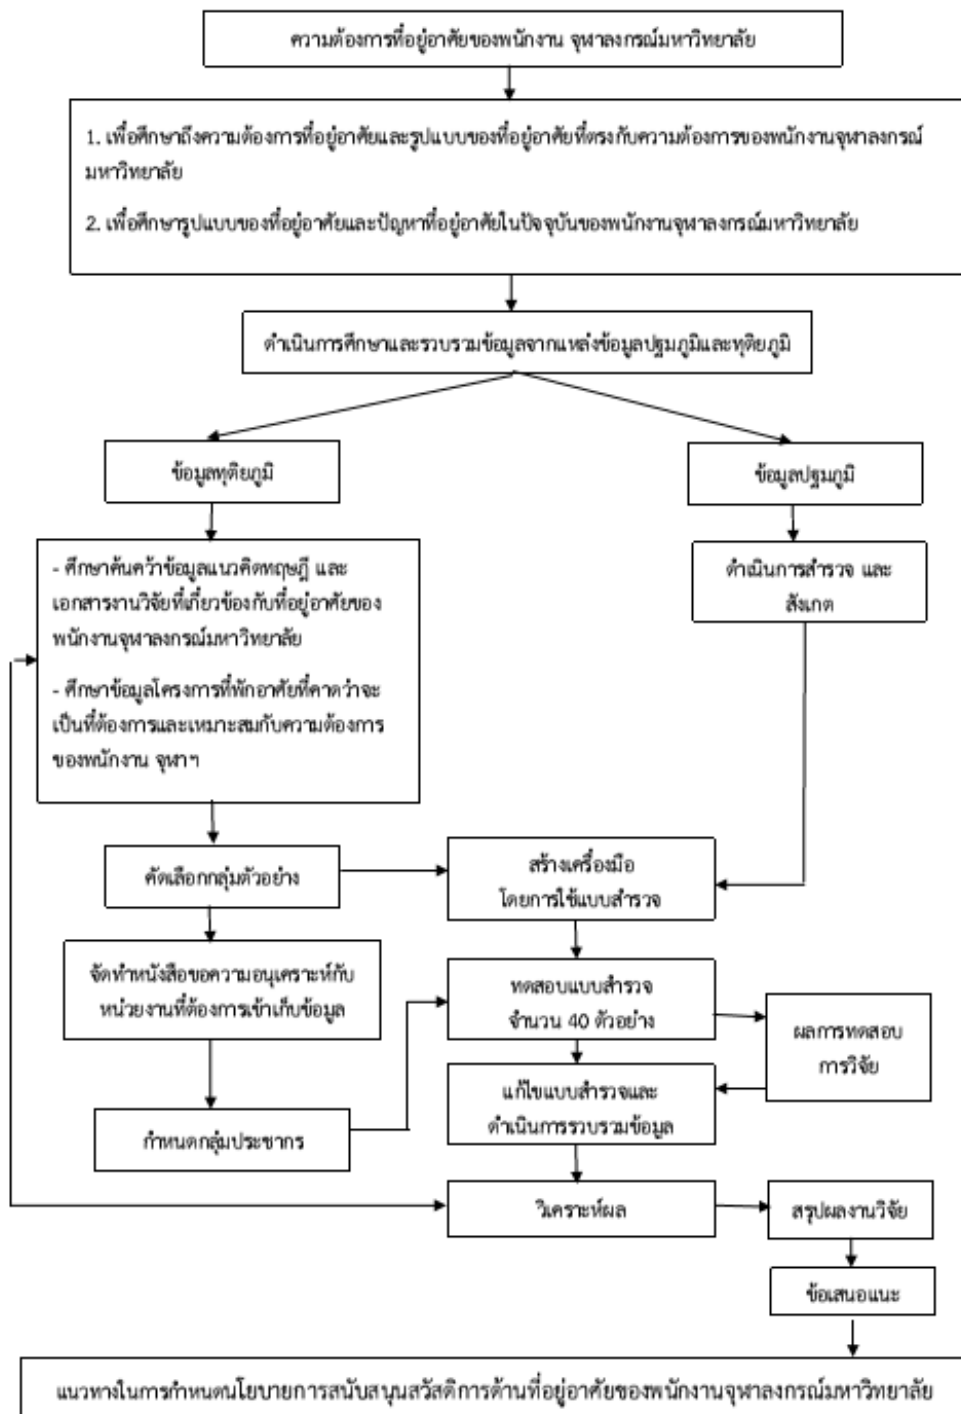 ความต้องการที่อยู่อาศัยของพนักงาน จุฬาลงกรณ์มหาวิทยาลัย
1. เพื่อศึกษาถึงความต้องการที่อยู่อาศัยและรูปแบบของที่อยู่อาศัยที่ตรงกับความต้องการของพนักงานจุฬาลงกรณ์
มหาวิทยาลัย
2. เพื่อศึกษารูปแบบของที่อยู่อาศัยและปัญหาที่อยู่อาศัยในปัจจุบันของพนักงานจุฬาลงกรณ์มหาวิทยาลัย
ดำเนินการศึกษาและรวบรวมข้อมูลจากแหล่งข้อมูลปฐมภูมิและทุติยภูมิ
ข้อมูลทุติยภูมิ
ข้อมูลปฐมภูมิ
- ศึกษาค้นคว้าข้อมูลแนวคิดทฤษฎี และ
เอกสารงานวิจัยที่เกี่ยวข้องกับที่อยู่อาศัยของ
พนักงานจุฬาลงกรณ์มหาวิทยาลัย
- ศึกษาข้อมูลโครงการที่พักอาศัยที่คาดว่าจะ
เป็นที่ต้องการและเหมาะสมกับความต้องการ
ของพนักงาน จุฬาฯ
ดำเนินการสำรวจ และ
สังเกต
คัดเลือกกลุ่มตัวอย่าง
สร้างเครื่องมือ
โดยการใช้แบบสำรวจ
จัดทำหนังสือขอความอนุเคราะห์กับ
หน่วยงานที่ต้องการเข้าเก็บข้อมูล
ทดสอบแบบสำรวจ
จำนวน 40 ตัวอย่าง
ผลการทดสอบ
การวิจัย
กำหนดกลุ่มประชากร
แก้ไขแบบสำรวจและ
ดำเนินการรวบรวมข้อมูล
วิเคราะห์ผล
สรุปผลงานวิจัย
ข้อเสนอแนะ
แนวทางในการกำหนดนโยบายการสนับสนุนสวัสดิการด้านที่อยู่อาศัยของพนักงานจุฬาลงกรณ์มหาวิทยาลัย